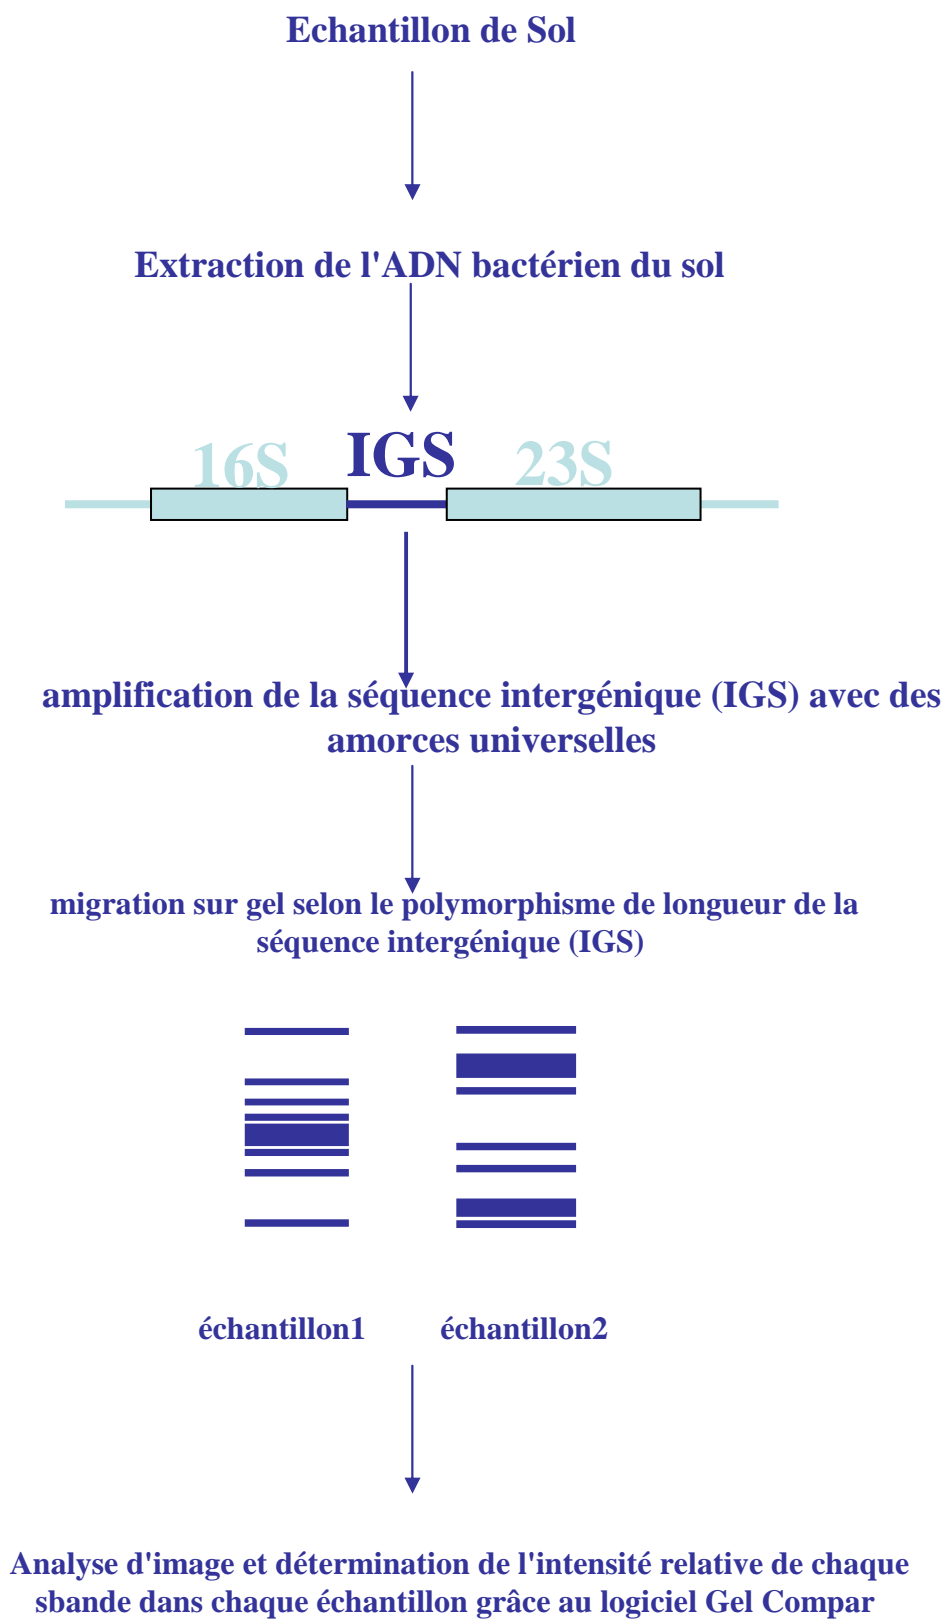 Echantillon de Sol
Extraction de l'ADN bactérien du sol
16S IGS 23S
amplification de la séquence intergénique (IGS) avec des
amorces universelles
migration sur gel selon le polymorphisme de longueur de la
séquence intergénique (IGS)
échantillon1 échantillon2
Analyse d'image et détermination de l'intensité relative de chaque
sbande dans chaque échantillon grâce au logiciel Gel Compar